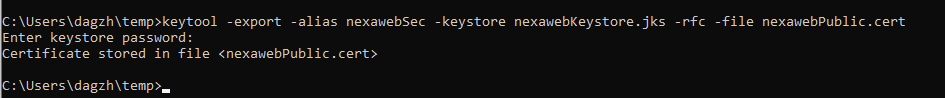 C:\Users\dagzh\temp>keytool -export -alias nexawebSec -keystore nexawebKeystore.jks -rfc -file nexawebPublic.cert
Enter keystore password:
Certificate stored in file <nexawebPublic.cert>
C:\Users\dagzh\temp>